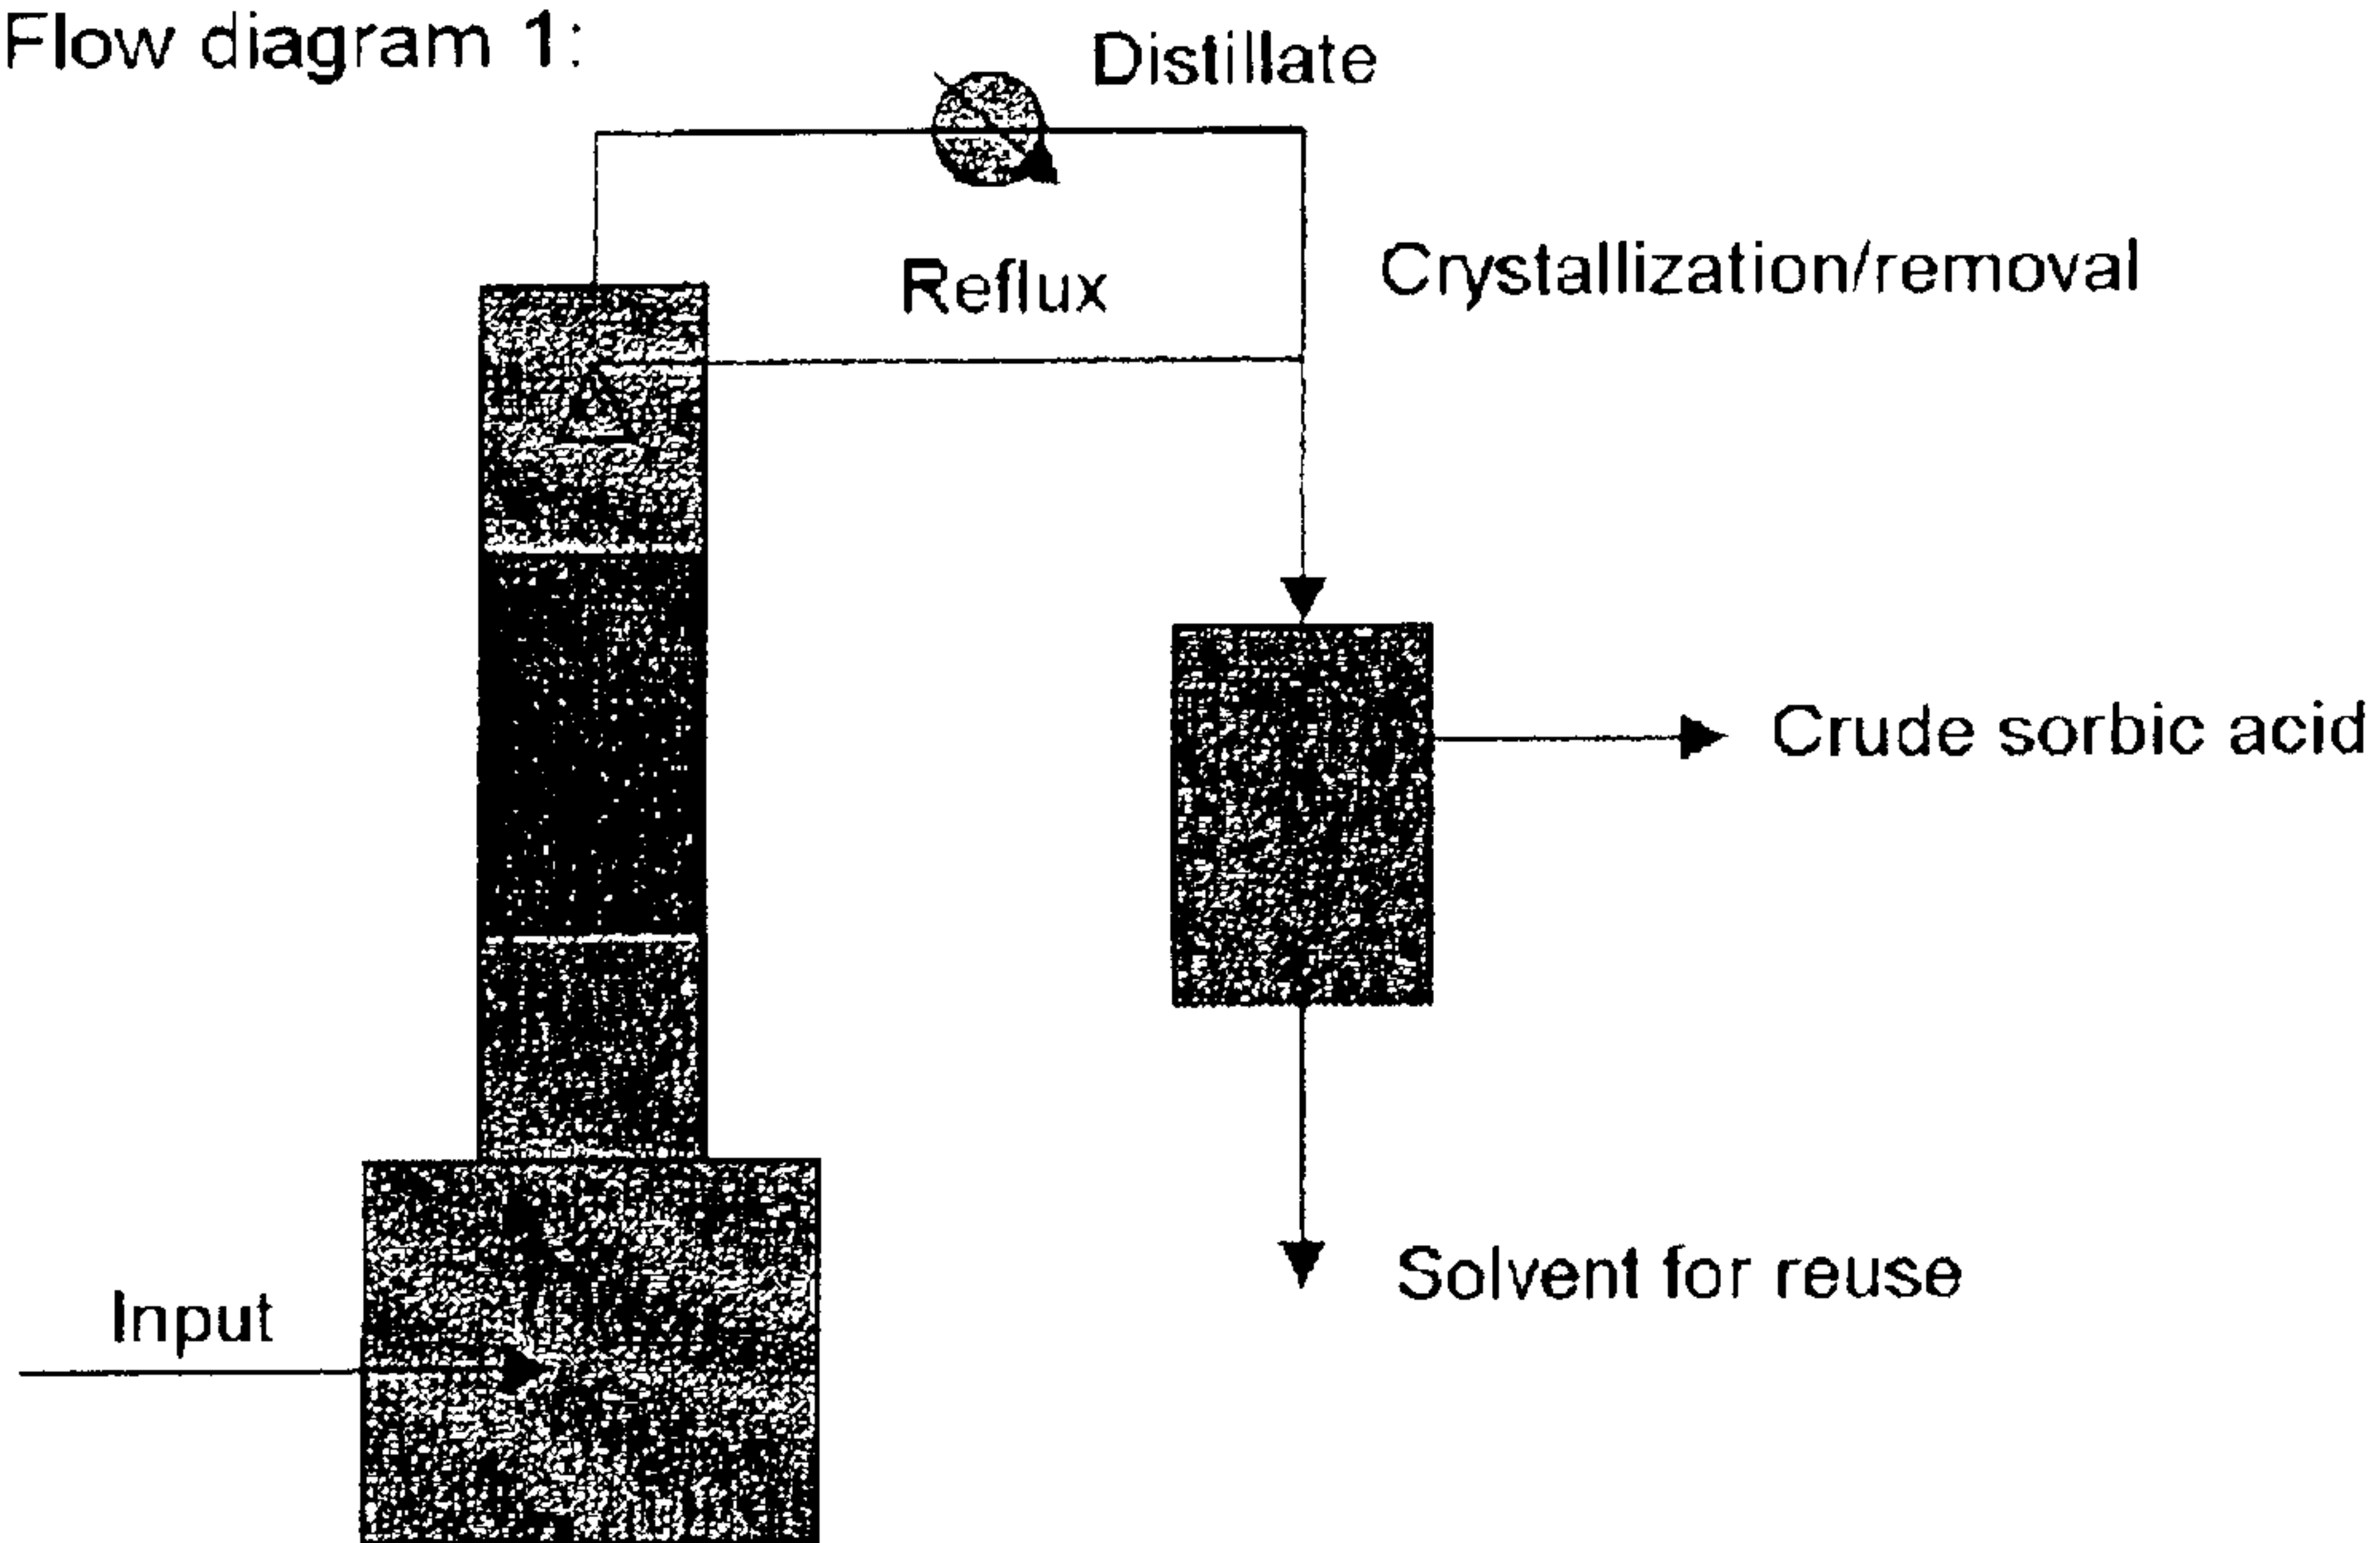 Flow diagram 1:
Distillate
Reflux
Crystallization/removal
Crude sorbic acid
Solvent for reuse
Input